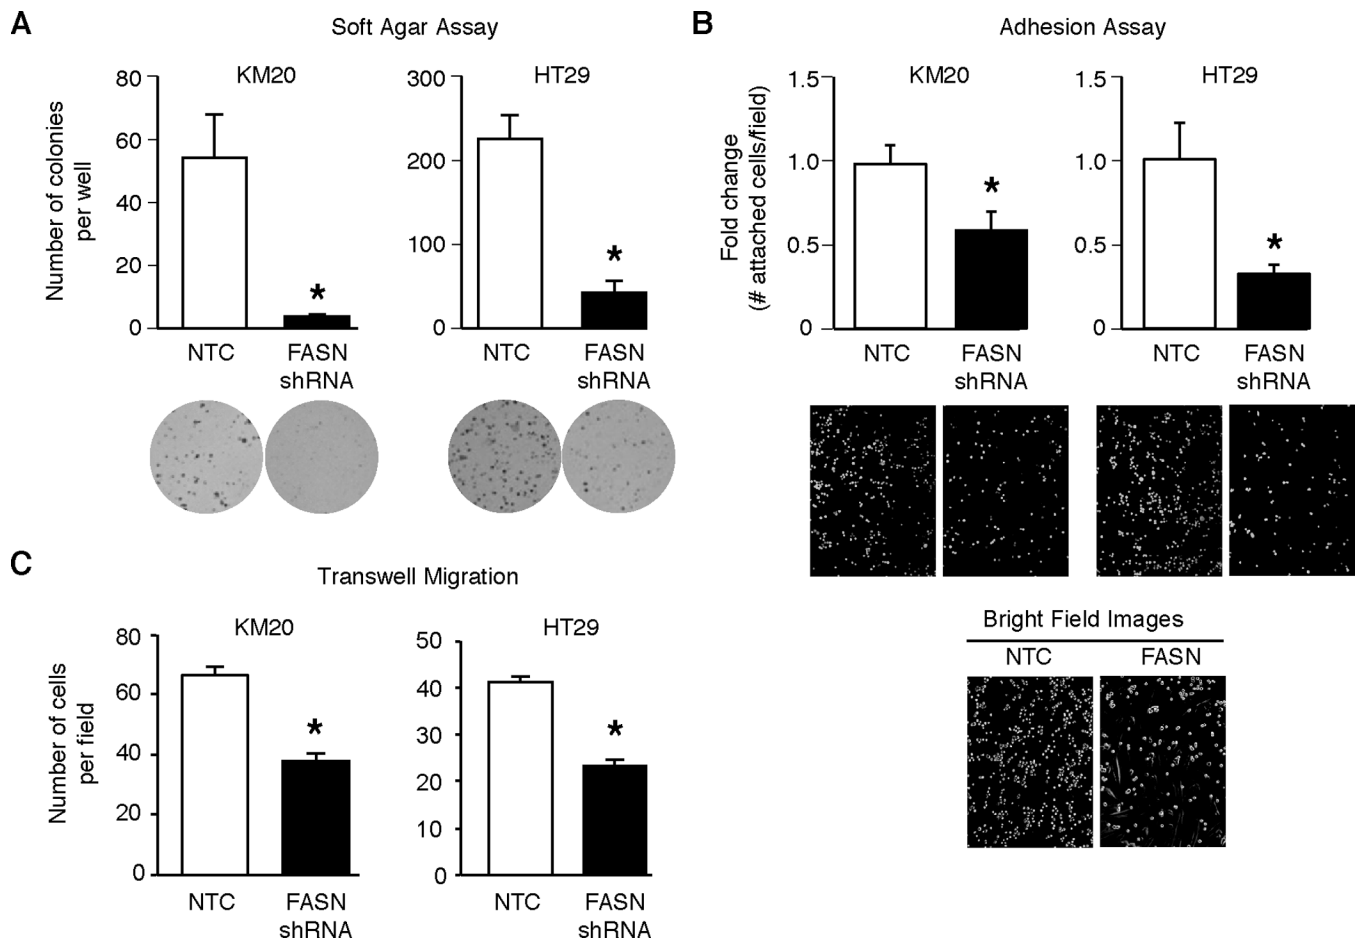 A
Soft Agar Assay
KM20
HT29
Number of colonies
per well
80
60
40
20
0
300
200
100
0
*
*
NTC
FASN
shRNA
NTC
FASN
shRNA
B
Adhesion Assay
KM20
HT29
Fold change
(# attached cells/field)
1.5
1.0
0.5
0
1.5
1.0
0.5
0
*
*
NTC
FASN
shRNA
NTC
FASN
shRNA
Bright Field Images
NTC
FASN
C
Transwell Migration
KM20
HT29
Number of cells
per field
80
60
40
20
0
50
40
30
20
10
0
*
*
NTC
FASN
shRNA
NTC
FASN
shRNA